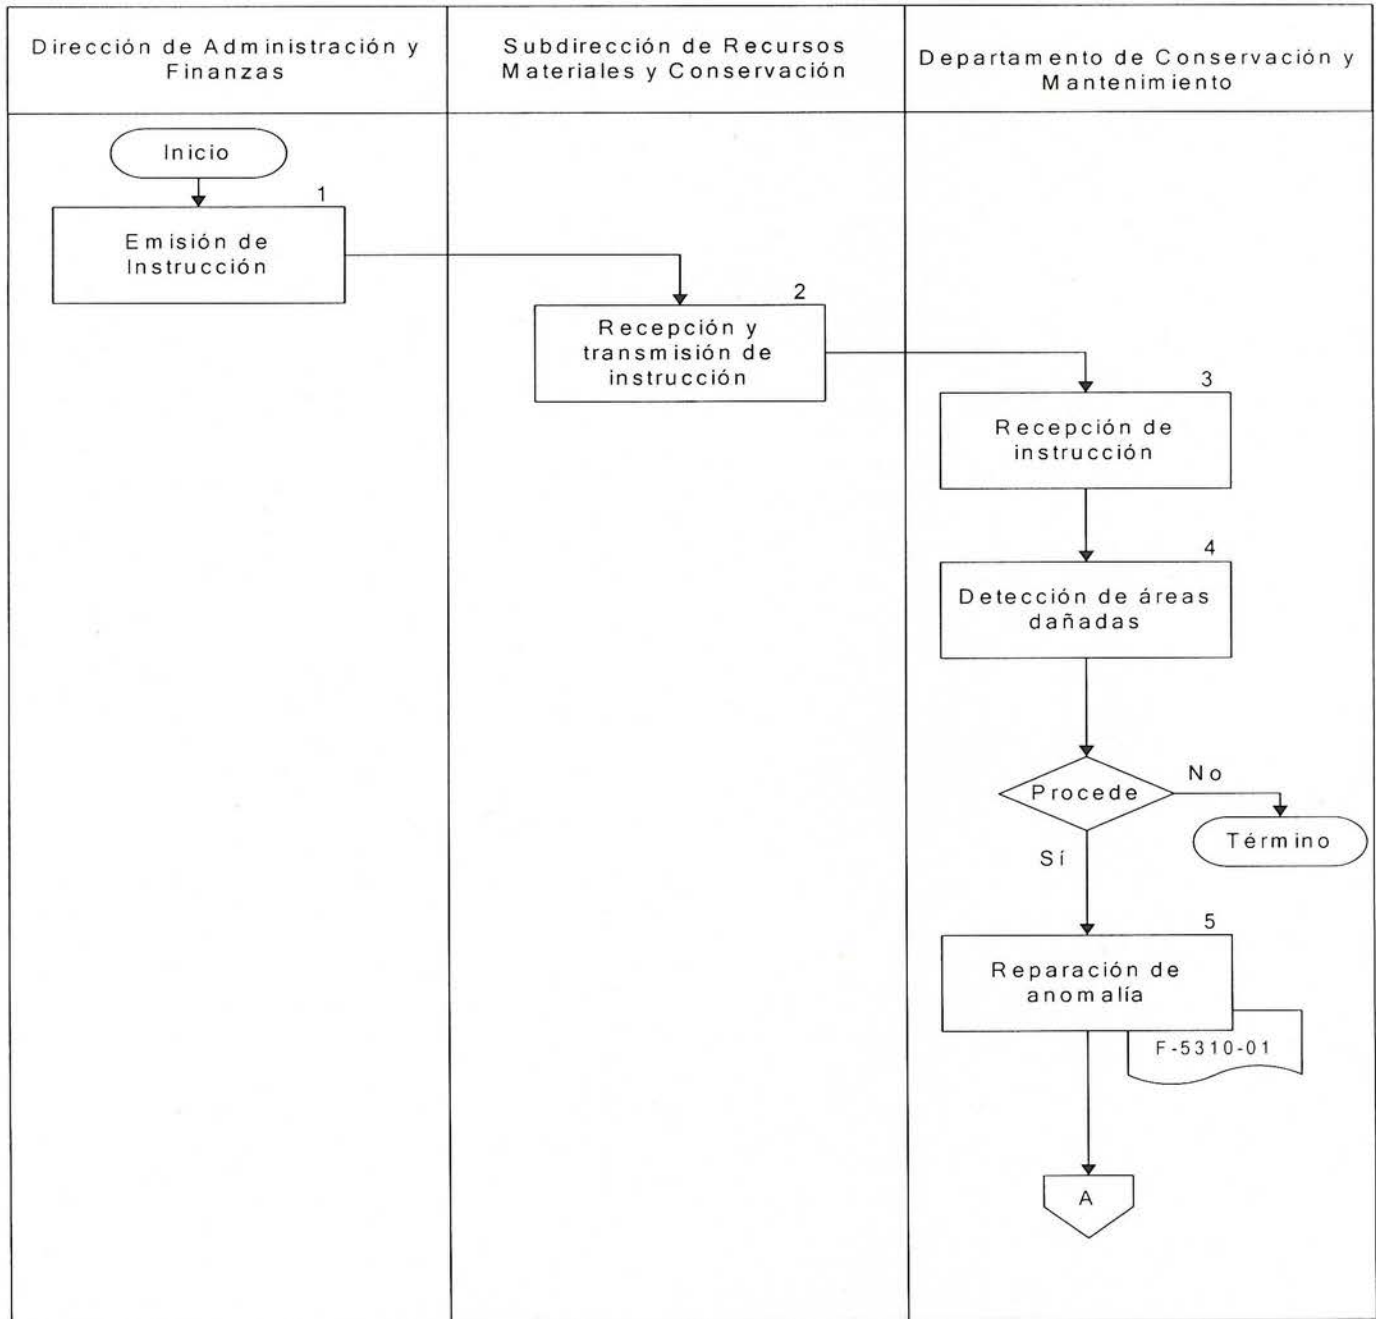 Dirección de Administración y
Finanzas
Subdirección de Recursos
Materiales y Conservación
Departamento de Conservación y
Mantenimiento
Inicio
1
Emisión de
Instrucción
2
Recepción y
transmisión de
instrucción
3
Recepción de
instrucción
4
Detección de áreas
dañadas
Procede
No
Término
Sí
5
Reparación de
anomalía
F-5310-01
A